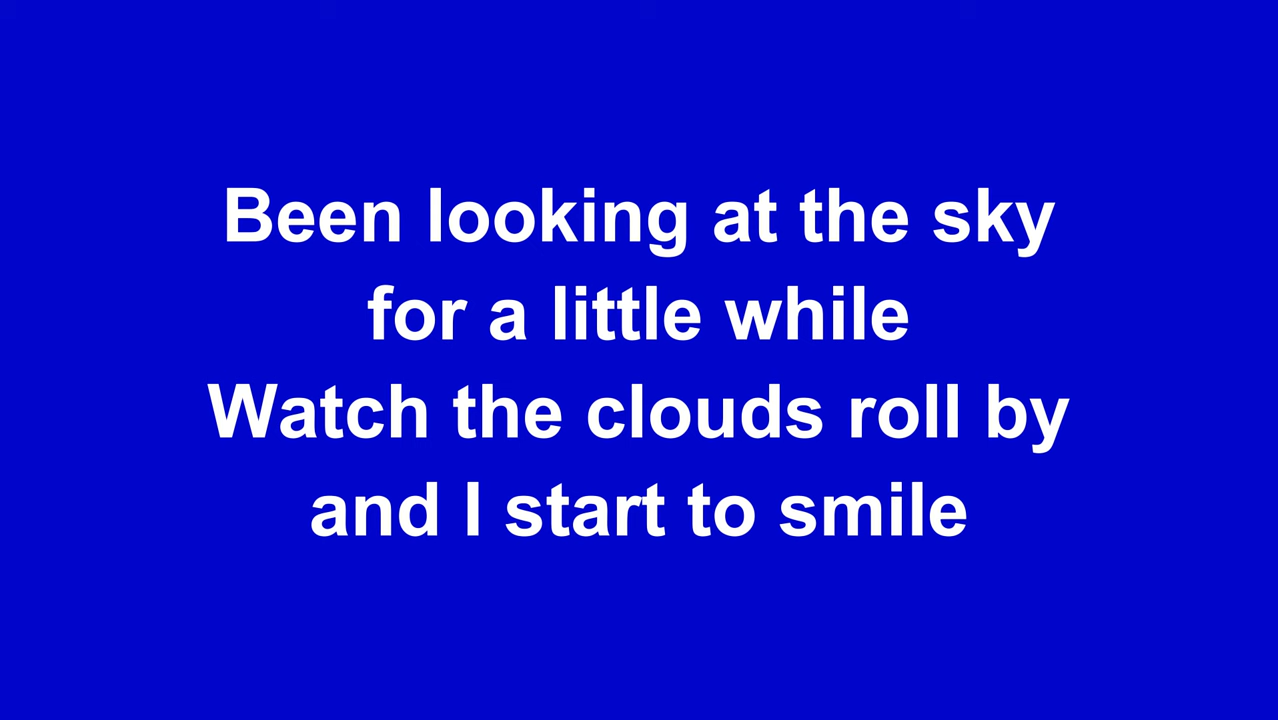 Been looking at the sky
for a little while
Watch the clouds roll by
and I start to smile